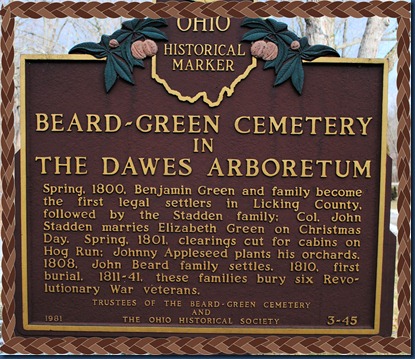 OHIO
HISTORICAL
MARKER
BEARD-GREEN CEMETERY
IN
THE DAWES ARBORETUM
Spring, 1800, Benjamin Green and family become
the first legal settlers in Licking County,
followed by the Stadden family; Col. John
Stadden marries Elizabeth Green on Christmas
Day. Spring, 1801, clearings cut for cabins on
Hog Run; Johnny Appleseed plants his orchards.
1808, John Beard family settles. 1810, first
burial. 1811-41, these families bury six Revo-
lutionary War veterans.
TRUSTEES OF THE BEARD-GREEN CEMETERY
AND
1981 THE OHIO HISTORICAL SOCIETY 3-45